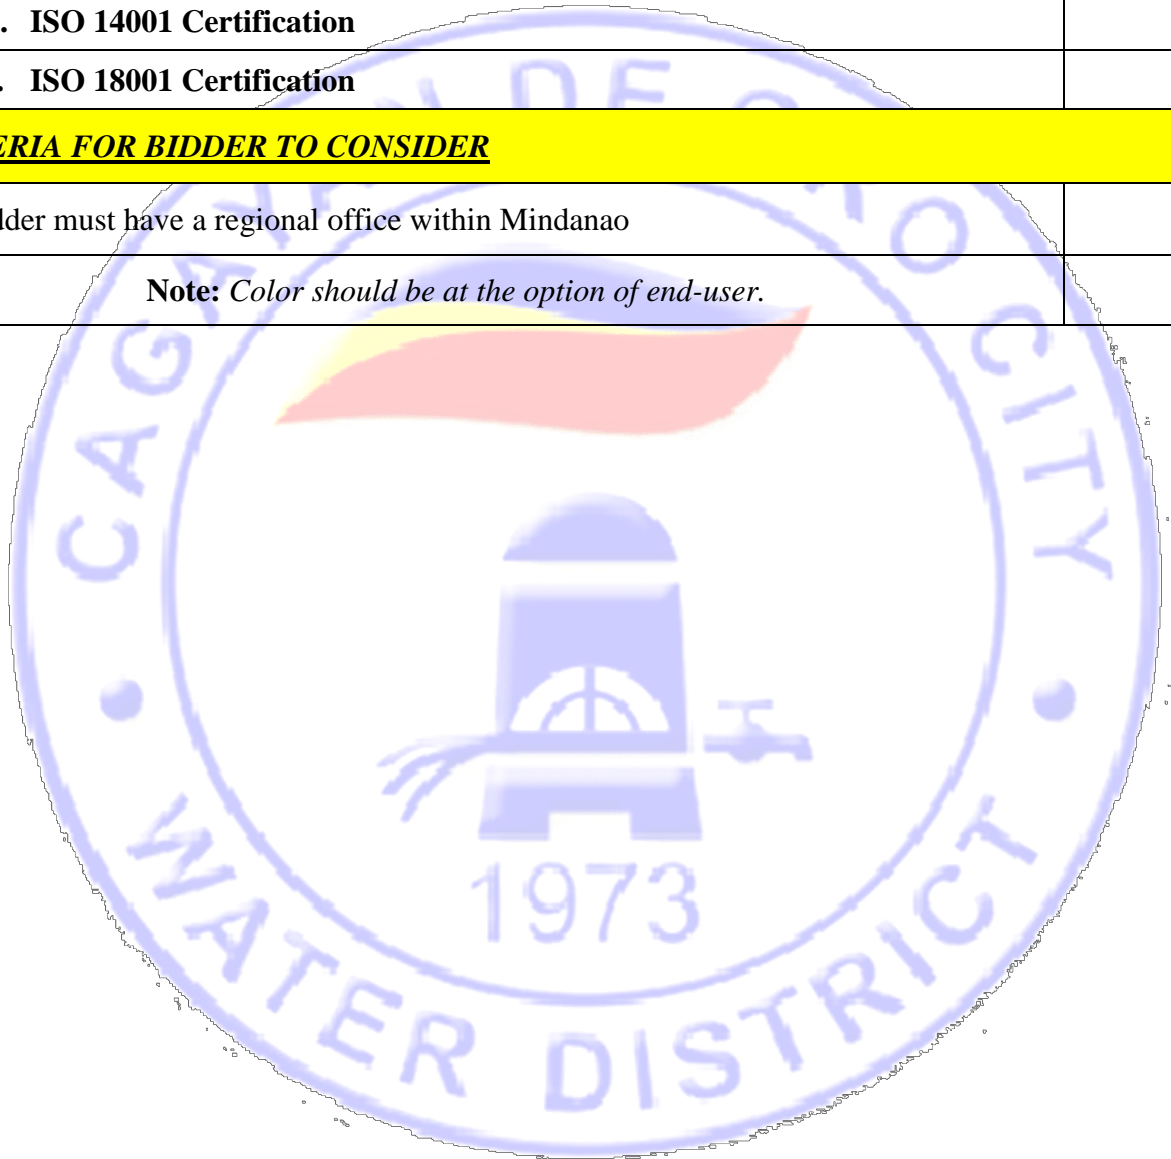 . ISO 14001 Certification
. ISO 18001 Certification
ERIA FOR BIDDER TO CONSIDER
dder must have a regional office within Mindanao
Note: Color should be at the option of end-user.
CAGAYAN DE ORO CITY
1973
WATER DISTRICT